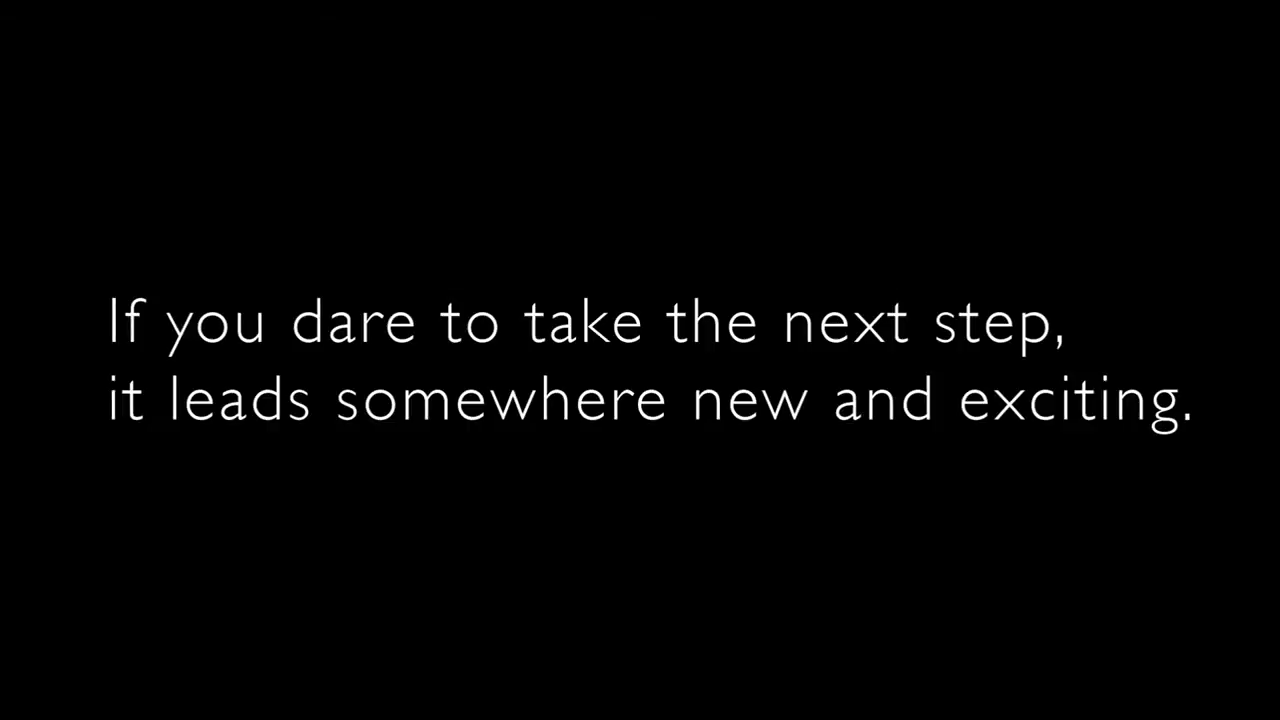 If you dare to take the next step,
it leads somewhere new and exciting.